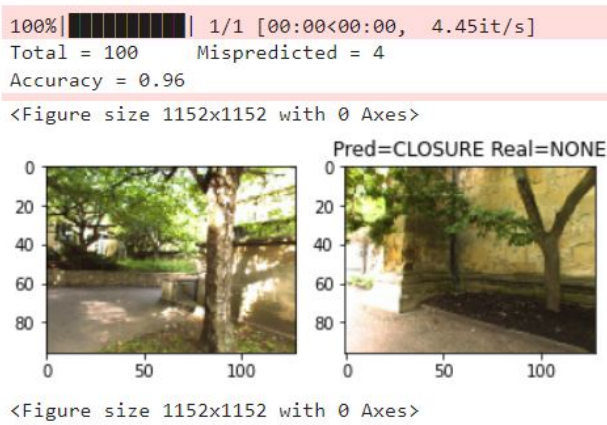 100%|██████████| 1/1 [00:00<00:00, 4.45it/s]
Total = 100 Mispredicted = 4
Accuracy = 0.96
<Figure size 1152x1152 with 0 Axes>
Pred=CLOSURE Real=NONE
0
20
40
60
80
0 50 100
0
20
40
60
80
0 50 100
<Figure size 1152x1152 with 0 Axes>